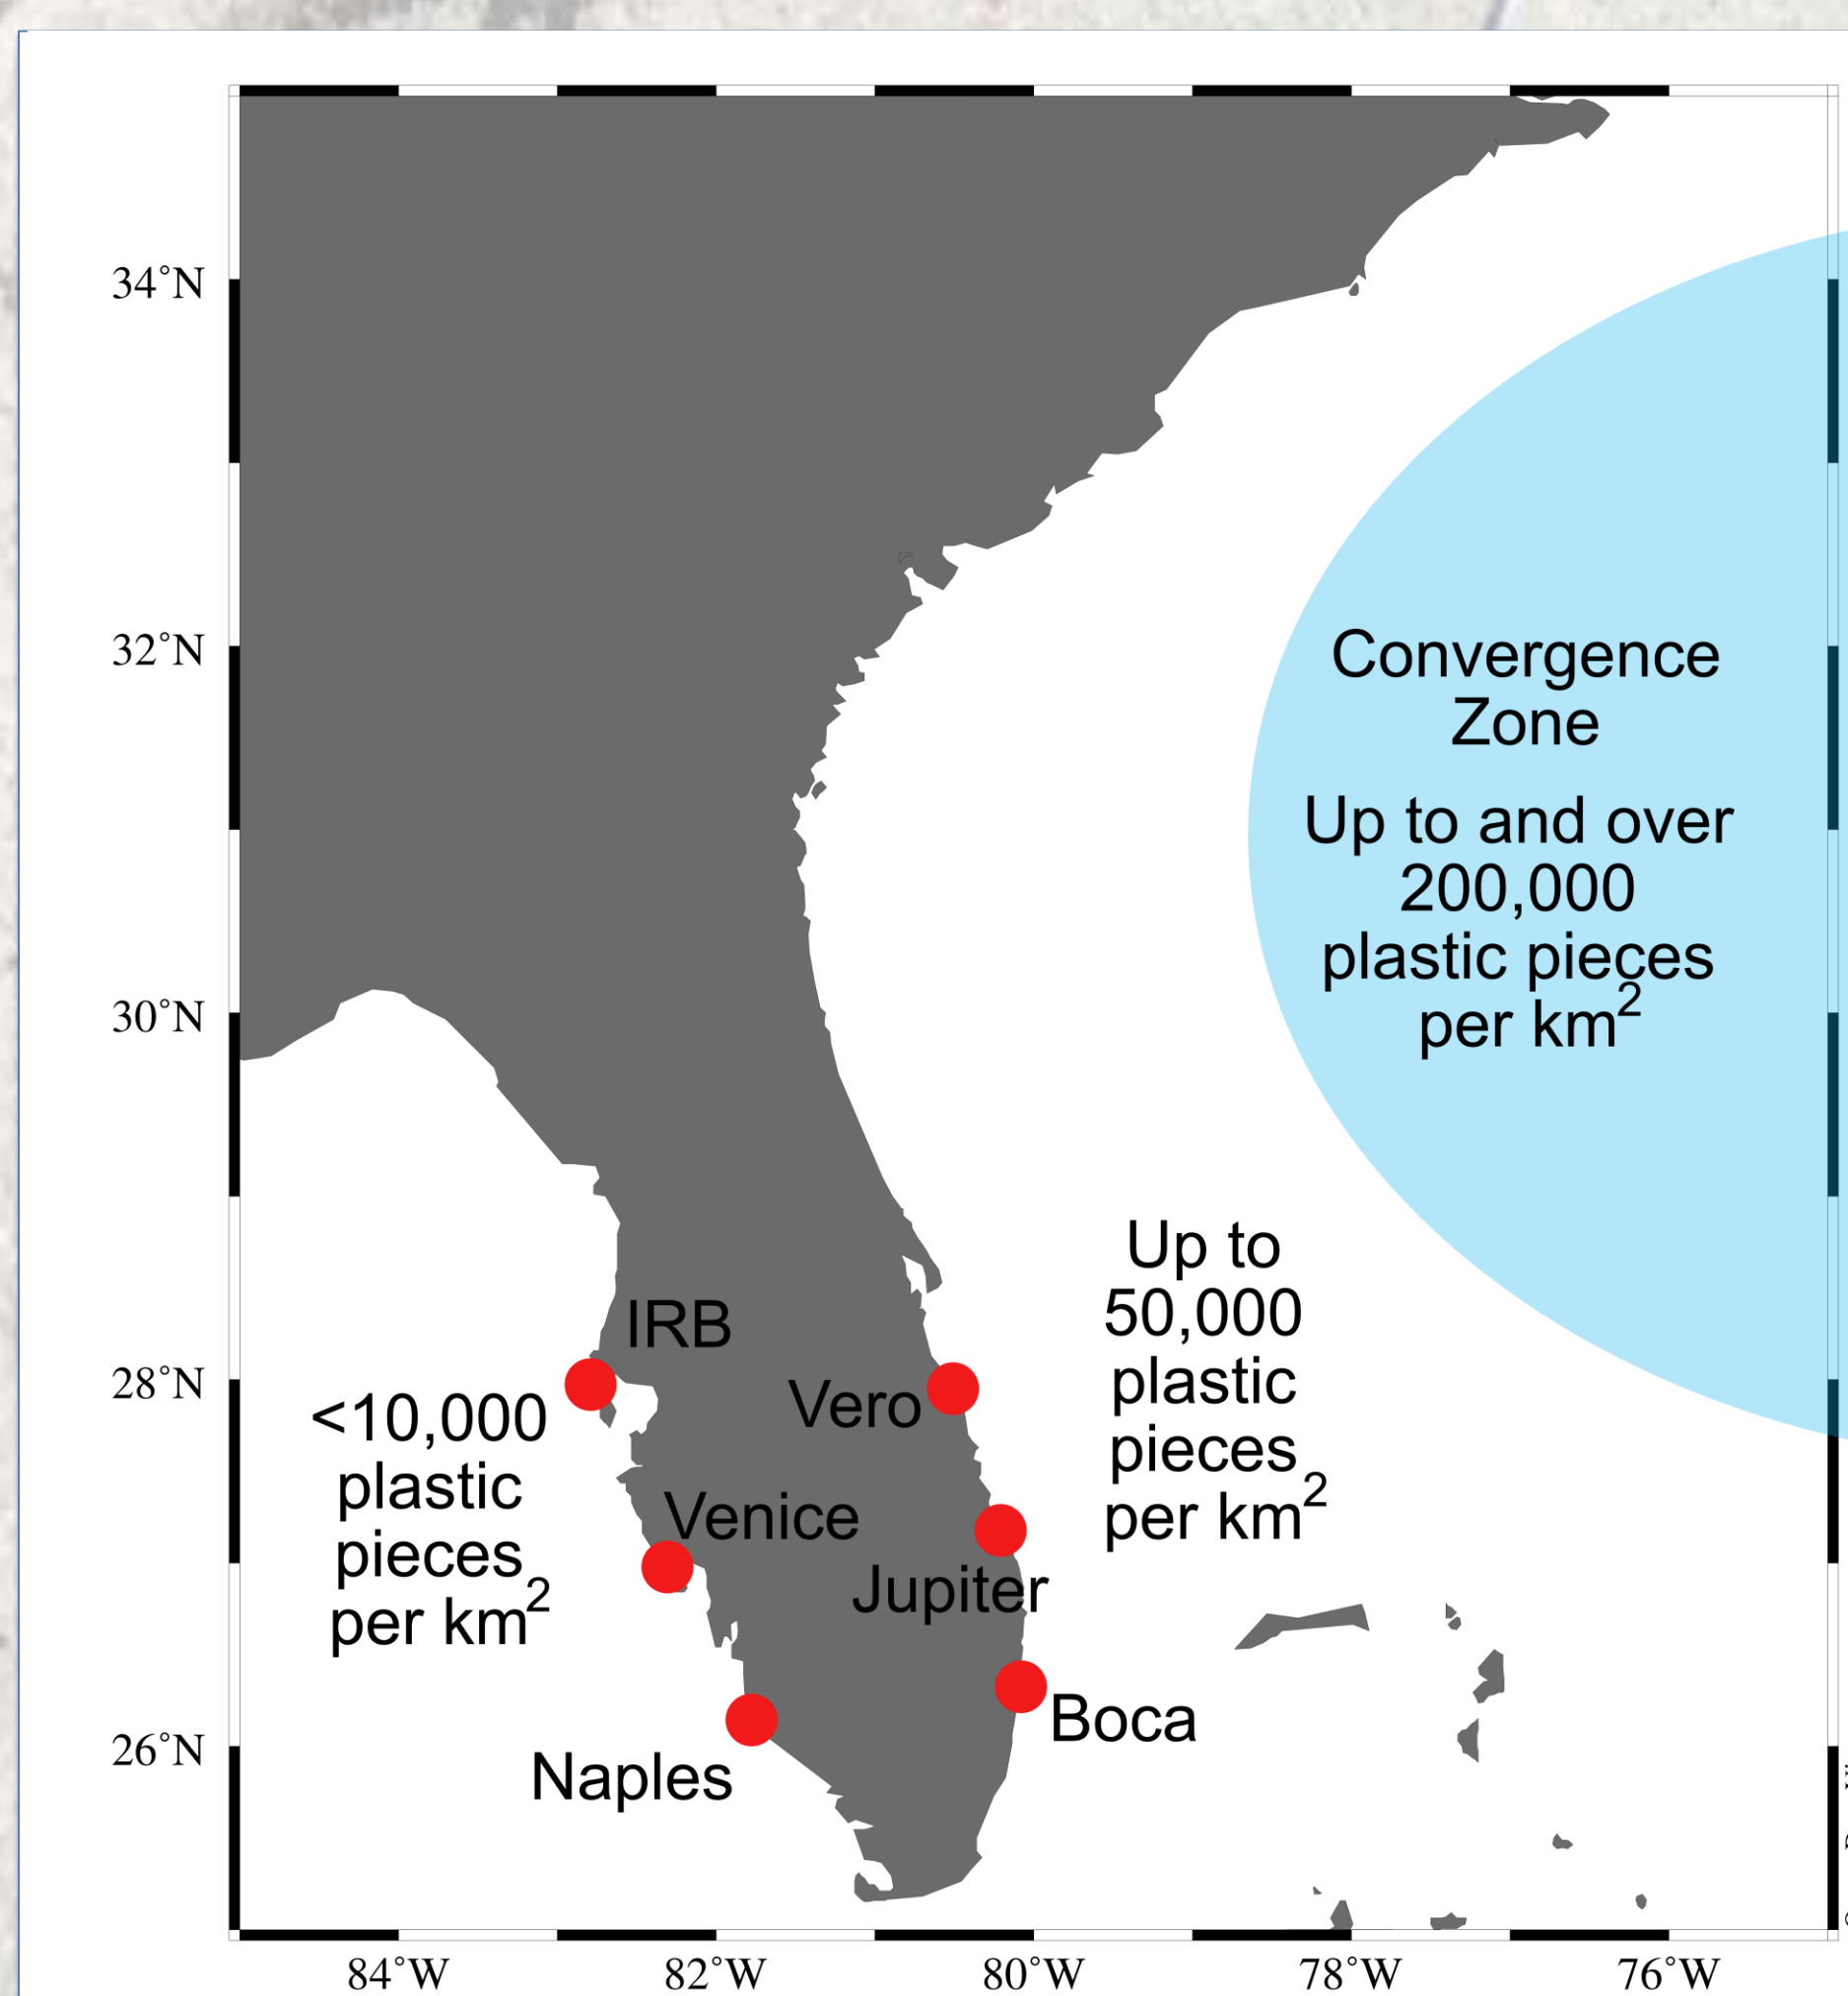 34°N
32°N
30°N
28°N
26°N
84°W
82°W
80°W
78°W
76°W
Convergence
Zone
Up to and over
200,000
plastic pieces
per km²
Up to
50,000
plastic
pieces
per km²
<10,000
plastic
pieces
per km²
IRB
Vero
Venice
Jupiter
Boca
Naples